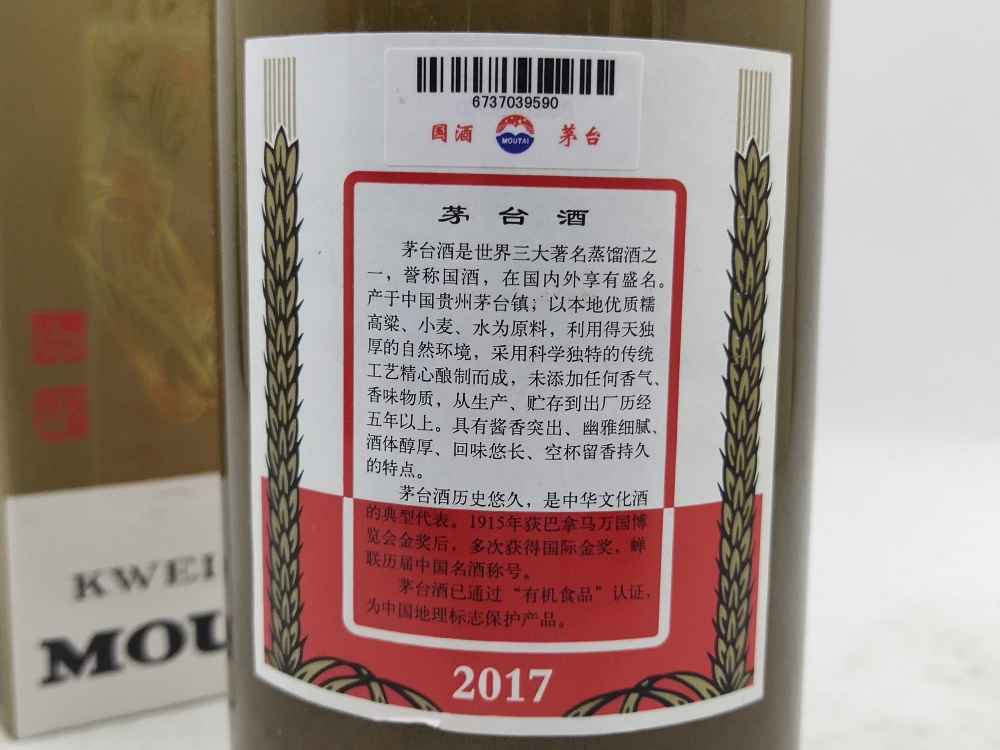 6737039590
国酒 MOUTAI 茅台
茅台酒
茅台酒是世界三大著名蒸馏酒之
一，誉称国酒，在国内外享有盛名。
产于中国贵州茅台镇；以本地优质糯
高粱、小麦、水为原料，利用得天独
厚的自然环境，采用科学独特的传统
工艺精心酿制而成，未添加任何香气、
香味物质，从生产、贮存到出厂历经
五年以上。具有酱香突出、幽雅细腻、
酒体醇厚、回味悠长、空杯留香持久
的特点。
茅台酒历史悠久，是中华文化酒
的典型代表。1915年获巴拿马万国博
览会金奖后，多次获得国际金奖，蝉
联历届中国名酒称号。
茅台酒已通过“有机食品”认证，
为中国地理标志保护产品。
2017
KWEI
MOU